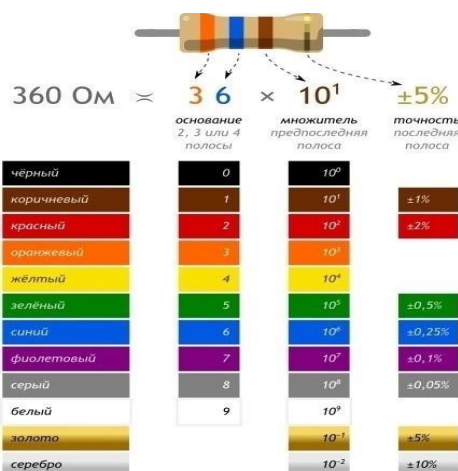 360 Ом ≍ 3 6 × 10¹ ±5%
основание множитель точность
2, 3 или 4 предпоследняя последняя
полосы полоса полоса
чёрный 0 10⁰
коричневый 1 10¹ ±1%
красный 2 10² ±2%
оранжевый 3 10³
жёлтый 4 10⁴
зелёный 5 10⁵ ±0,5%
синий 6 10⁶ ±0,25%
фиолетовый 7 10⁷ ±0,1%
серый 8 10⁸ ±0,05%
белый 9 10⁹
золото 10⁻¹ ±5%
серебро 10⁻² ±10%